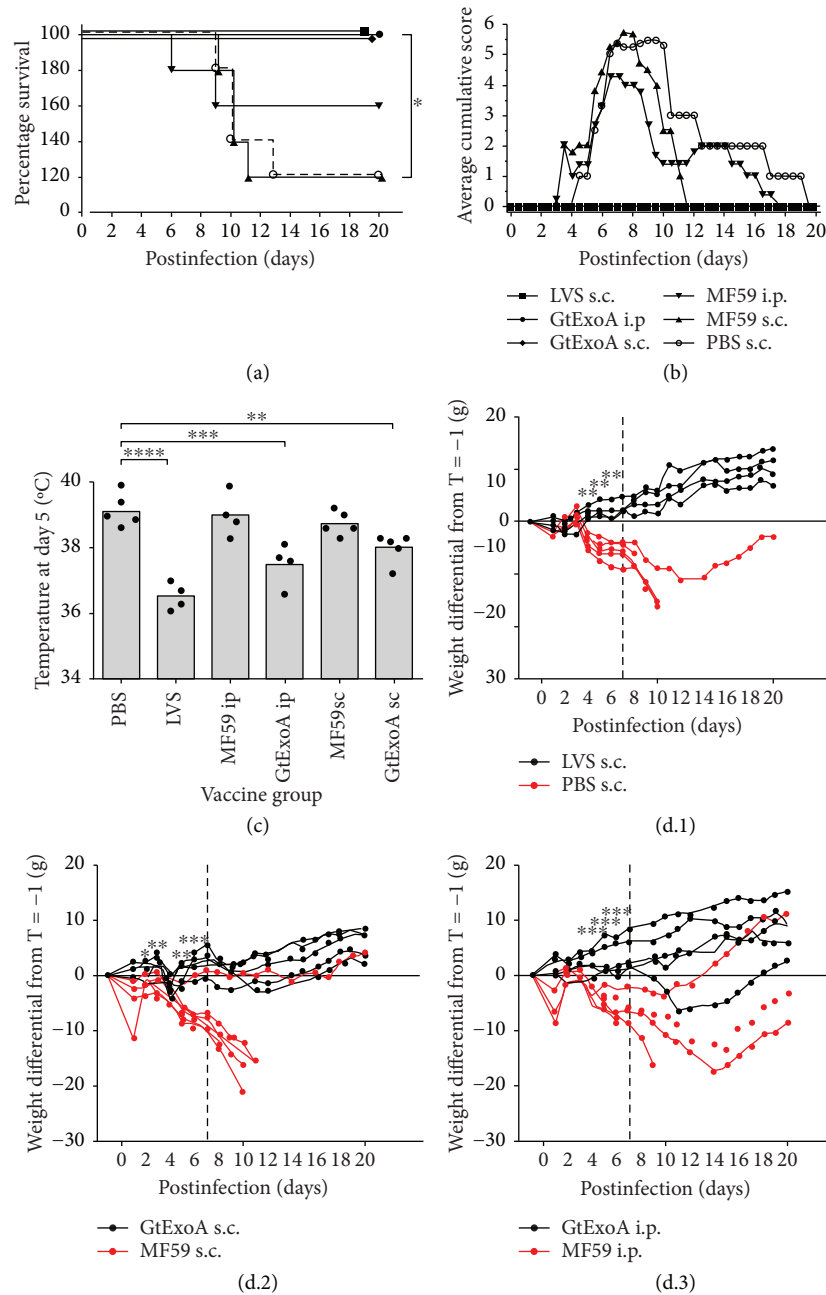 100
180
160
140
120
0
Percentage survival
0 2 4 6 8 10 12 14 16 18 20
Postinfection (days)
*
(a)
6
5
4
3
2
1
0
Average cumulative score
0 2 4 6 8 10 12 14 16 18 20
Postinfection (days)
LVS s.c. MF59 i.p.
GtExoA i.p MF59 s.c.
GtExoA s.c. PBS s.c.
(b)
**
***
****
40
38
36
34
Temperature at day 5 (°C)
PBS
LVS
MF59 ip
GtExoA ip
MF59sc
GtExoA sc
Vaccine group
(c)
20
10
0
−10
−20
30
Weight differential from T = −1 (g)
**
**
**
0 2 4 6 8 10 12 14 16 18 20
Postinfection (days)
LVS s.c.
PBS s.c.
(d.1)
20
10
0
−10
−20
−30
Weight differential from T = −1 (g)
*
**
**
***
0 2 4 6 8 10 12 14 16 18 20
Postinfection (days)
GtExoA s.c.
MF59 s.c.
(d.2)
20
10
0
−10
−20
−30
Weight differential from T = −1 (g)
***
***
***
0 2 4 6 8 10 12 14 16 18 20
Postinfection (days)
GtExoA i.p.
MF59 i.p.
(d.3)